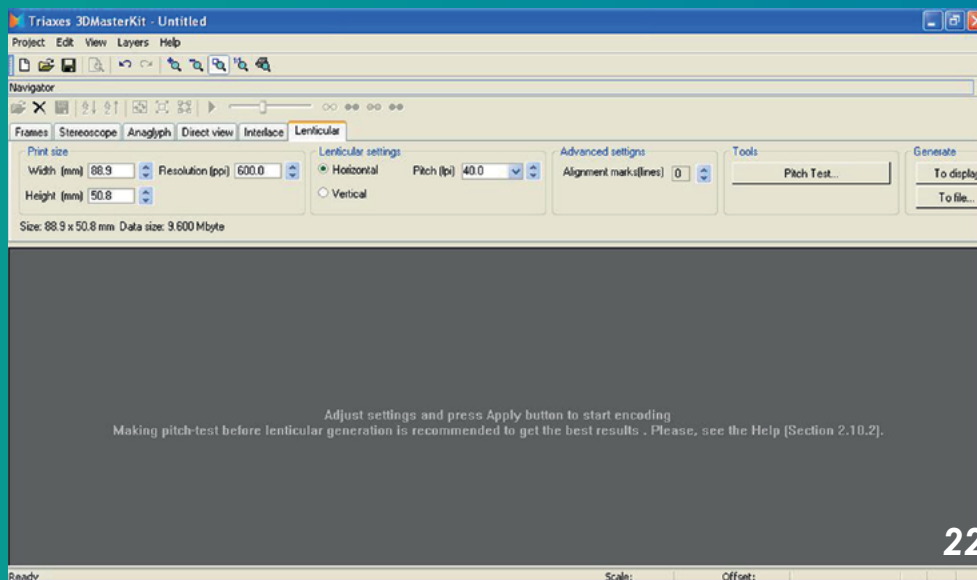 Triaxes 3DMasterKit - Untitled
Project Edit View Layers Help
Navigator
Frames Stereoscope Anaglyph Direct view Interlace Lenticular
Print size Lenticular settings Advanced settigns Tools Generate
Width (mm) 88.9 Resolution (ppi) 600.0 Horizontal Pitch (lpi) 40.0 Alignment marks(lines) 0 Pitch Test... To display
Height (mm) 50.8 Vertical To file...
Size: 88.9 x 50.8 mm Data size: 9.600 Mbyte
Adjust settings and press Apply button to start encoding
Making pitch-test before lenticular generation is recommended to get the best results . Please, see the Help (Section 2.10.2).
22
Ready Scale: Offset: